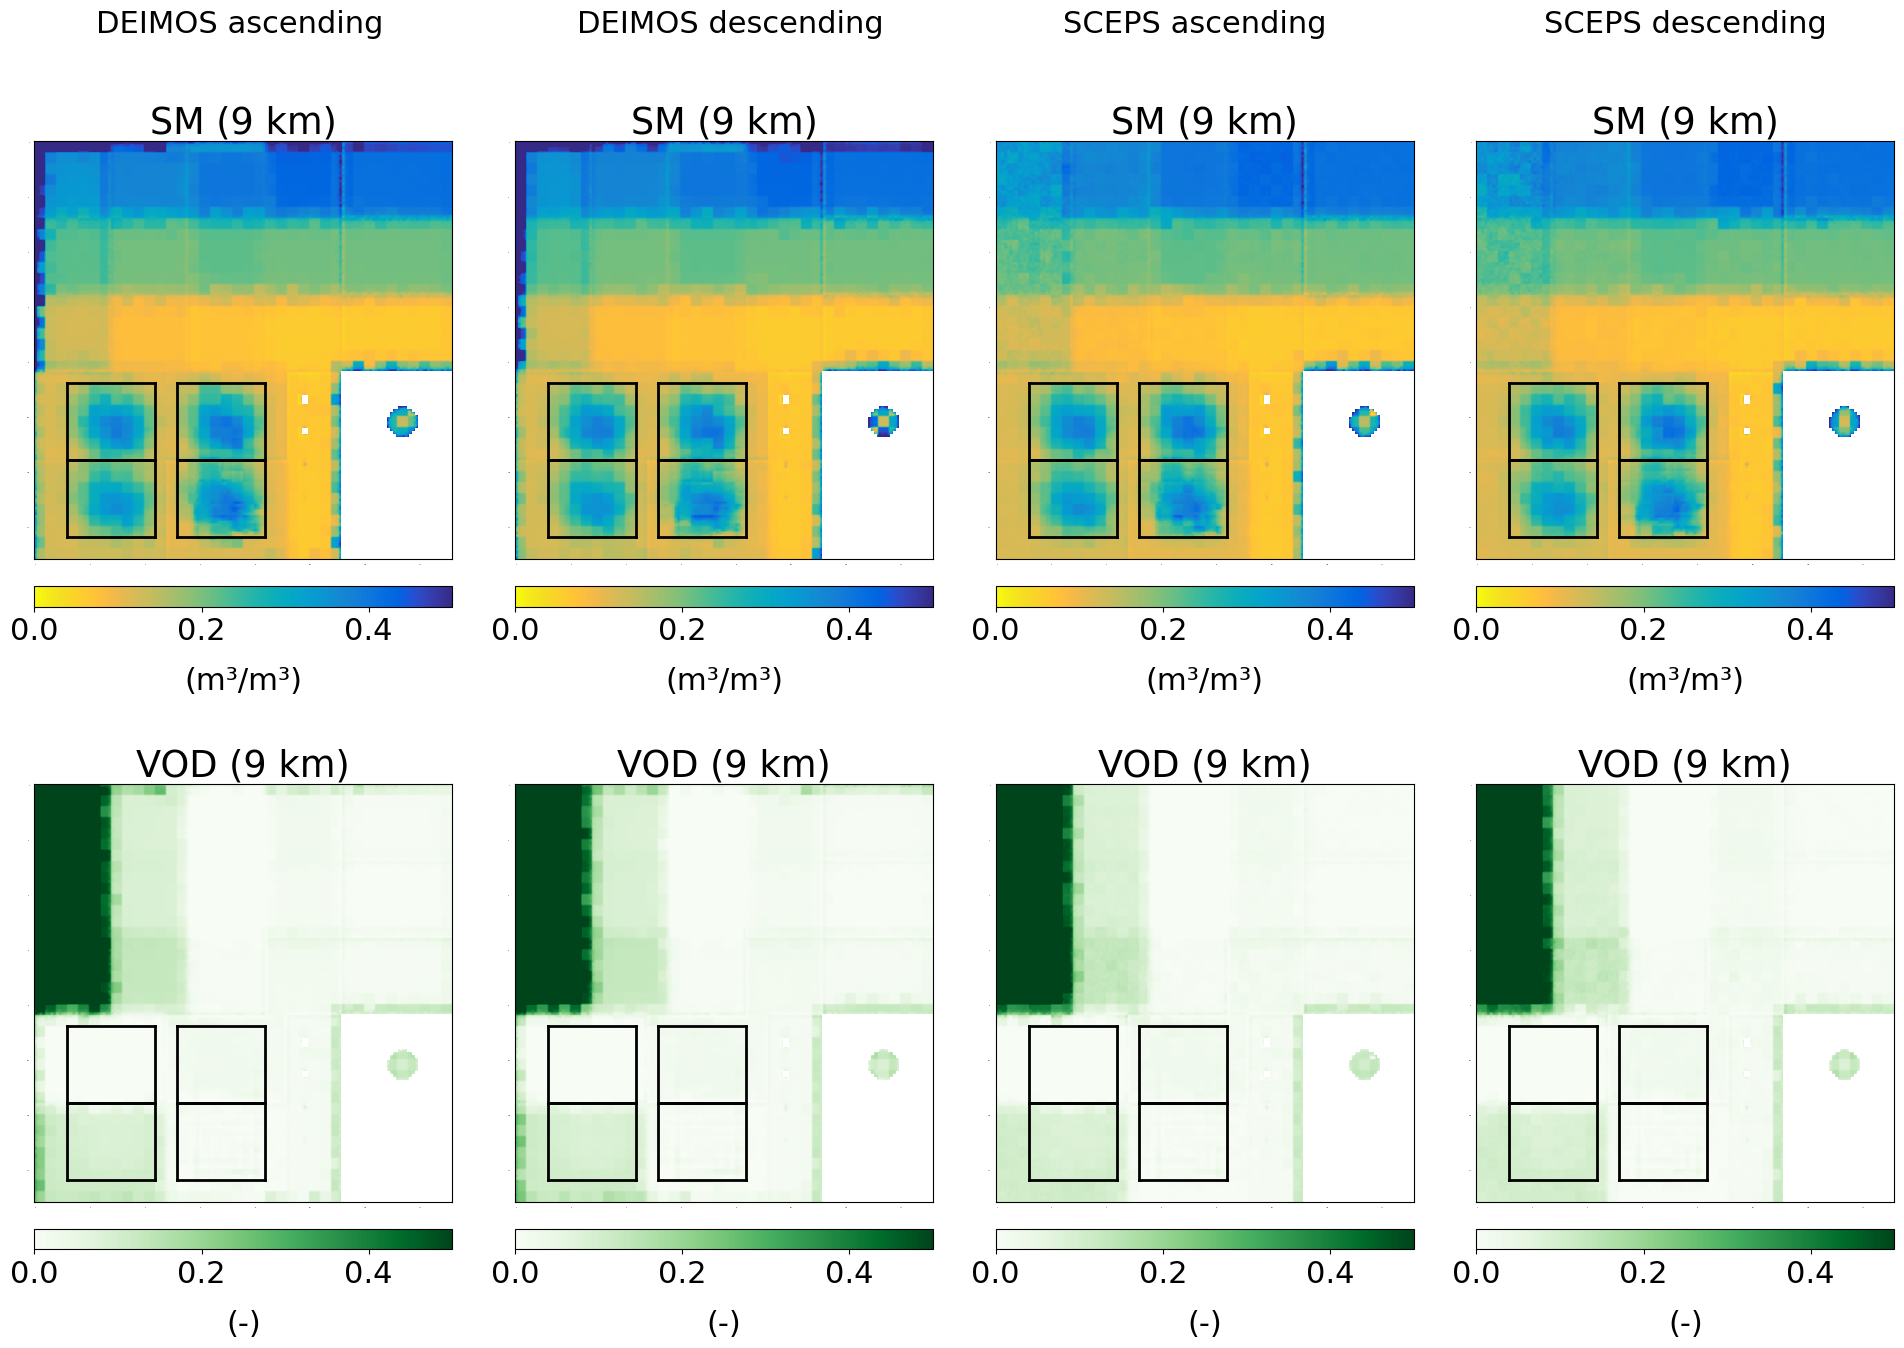 DEIMOS ascending DEIMOS descending SCEPS ascending SCEPS descending
SM (9 km) SM (9 km) SM (9 km) SM (9 km)
0.0 0.2 0.4 0.0 0.2 0.4 0.0 0.2 0.4 0.0 0.2 0.4
(m³/m³) (m³/m³) (m³/m³) (m³/m³)
VOD (9 km) VOD (9 km) VOD (9 km) VOD (9 km)
0.0 0.2 0.4 0.0 0.2 0.4 0.0 0.2 0.4 0.0 0.2 0.4
(-) (-) (-) (-)